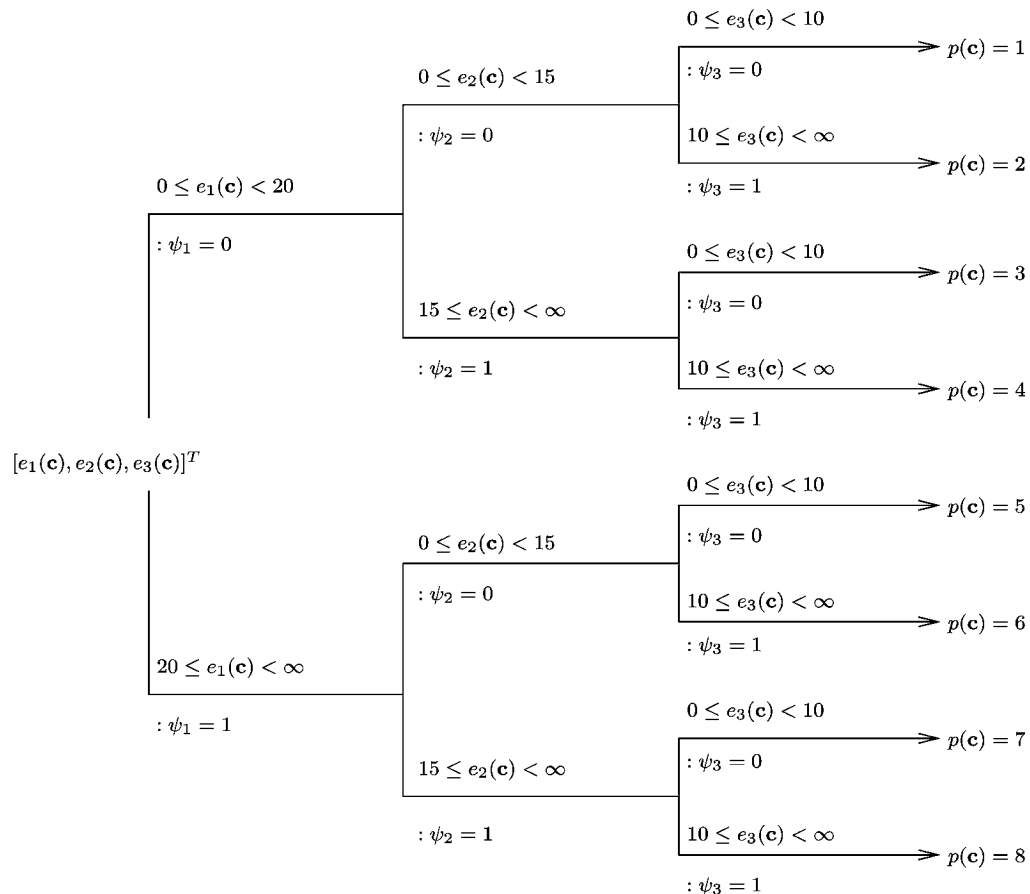 0 ≤ e₃(𝐜) < 10
p(𝐜) = 1
: ψ₃ = 0
0 ≤ e₂(𝐜) < 15
: ψ₂ = 0
10 ≤ e₃(𝐜) < ∞
p(𝐜) = 2
: ψ₃ = 1
0 ≤ e₁(𝐜) < 20
: ψ₁ = 0
0 ≤ e₃(𝐜) < 10
p(𝐜) = 3
: ψ₃ = 0
15 ≤ e₂(𝐜) < ∞
: ψ₂ = 1
10 ≤ e₃(𝐜) < ∞
p(𝐜) = 4
: ψ₃ = 1
[e₁(𝐜), e₂(𝐜), e₃(𝐜)]ᵀ
0 ≤ e₃(𝐜) < 10
p(𝐜) = 5
: ψ₃ = 0
0 ≤ e₂(𝐜) < 15
: ψ₂ = 0
10 ≤ e₃(𝐜) < ∞
p(𝐜) = 6
: ψ₃ = 1
20 ≤ e₁(𝐜) < ∞
: ψ₁ = 1
0 ≤ e₃(𝐜) < 10
p(𝐜) = 7
: ψ₃ = 0
15 ≤ e₂(𝐜) < ∞
: ψ₂ = 1
10 ≤ e₃(𝐜) < ∞
p(𝐜) = 8
: ψ₃ = 1